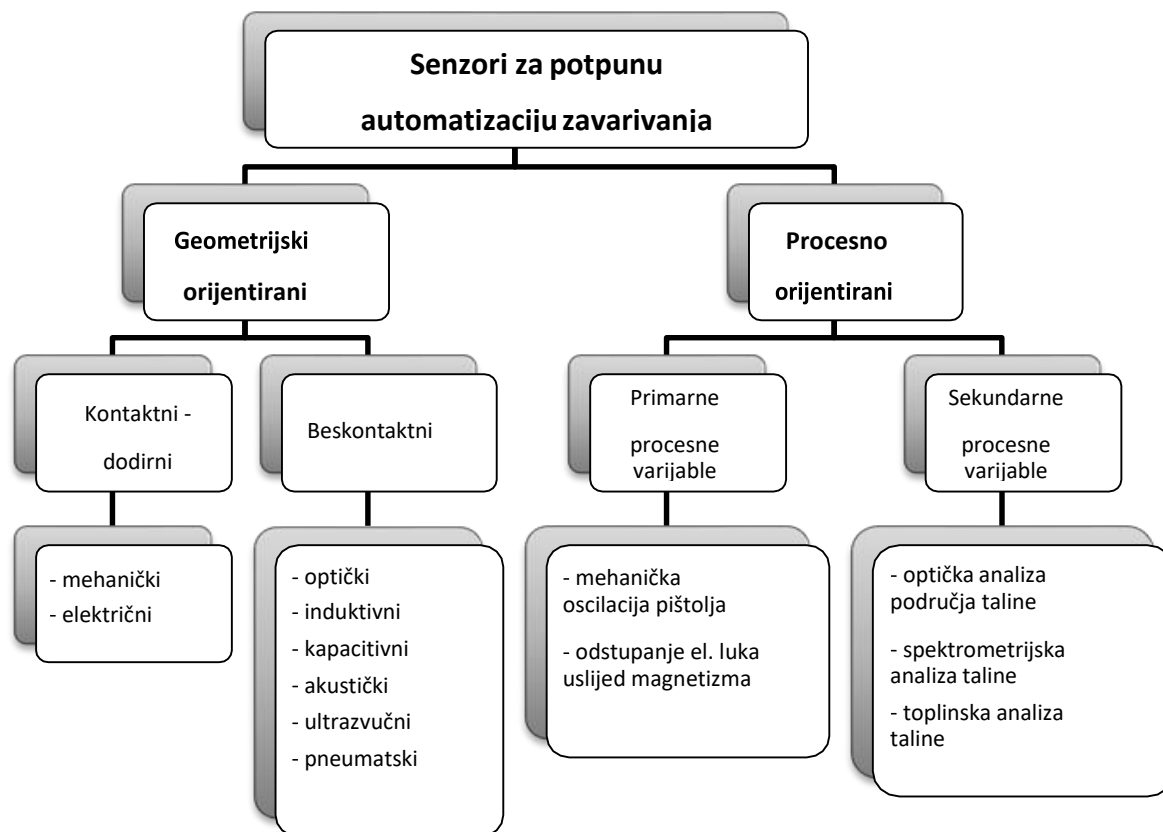 Senzori za potpunu
automatizaciju zavarivanja
Geometrijski
orijentirani
Procesno
orijentirani
Kontaktni -
dodirni
Beskontaktni
Primarne
procesne
varijable
Sekundarne
procesne
varijable
- mehanički
- električni
- optički
- induktivni
- kapacitivni
- akustički
- ultrazvučni
- pneumatski
- mehanička
oscilacija pištolja
- odstupanje el. luka
uslijed magnetizma
- optička analiza
područja taline
- spektrometrijska
analiza taline
- toplinska analiza
taline